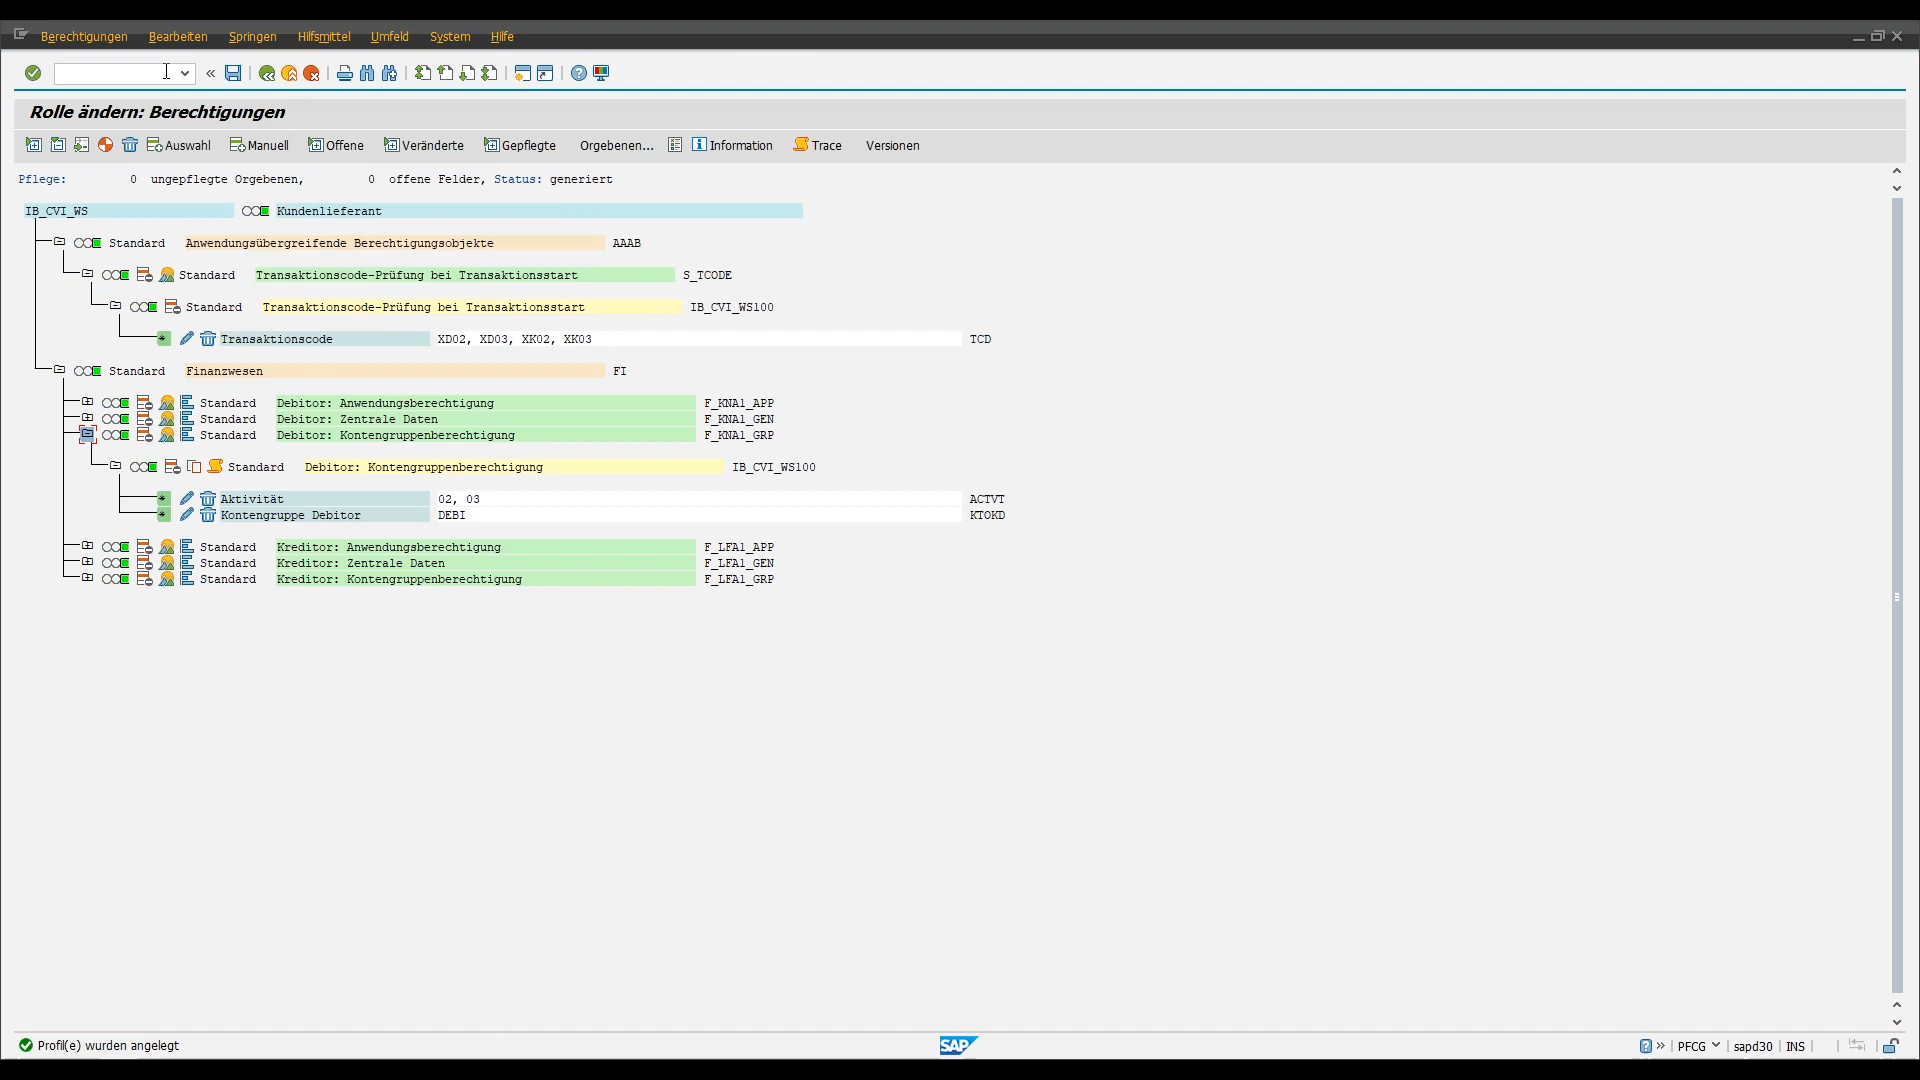 Berechtigungen Bearbeiten Springen Hilfsmittel Umfeld System Hilfe
Rolle ändern: Berechtigungen
Auswahl Manuell Offene Veränderte Gepflegte Orgebenen... Information Trace Versionen
Pflege: 0 ungepflegte Orgebenen, 0 offene Felder, Status: generiert
IB_CVI_WS Kundenlieferant
Standard Anwendungsübergreifende Berechtigungsobjekte AAAB
Standard Transaktionscode-Prüfung bei Transaktionsstart S_TCODE
Standard Transaktionscode-Prüfung bei Transaktionsstart IB_CVI_WS100
* Transaktionscode XD02, XD03, XK02, XK03 TCD
Standard Finanzwesen FI
Standard Debitor: Anwendungsberechtigung F_KNA1_APP
Standard Debitor: Zentrale Daten F_KNA1_GEN
Standard Debitor: Kontengruppenberechtigung F_KNA1_GRP
Standard Debitor: Kontengruppenberechtigung IB_CVI_WS100
* Aktivität 02, 03 ACTVT
* Kontengruppe Debitor DEBI KTOKD
Standard Kreditor: Anwendungsberechtigung F_LFA1_APP
Standard Kreditor: Zentrale Daten F_LFA1_GEN
Standard Kreditor: Kontengruppenberechtigung F_LFA1_GRP
Profil(e) wurden angelegt SAP PFCG sapd30 INS